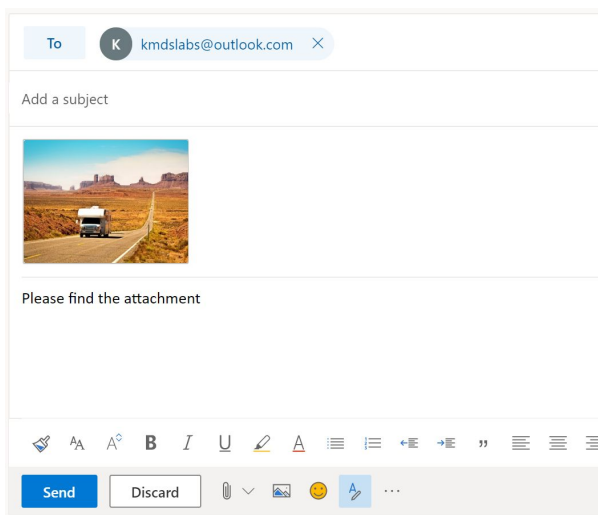 To K kmdslabs@outlook.com
Add a subject
Please find the attachment
B I U A
Send Discard